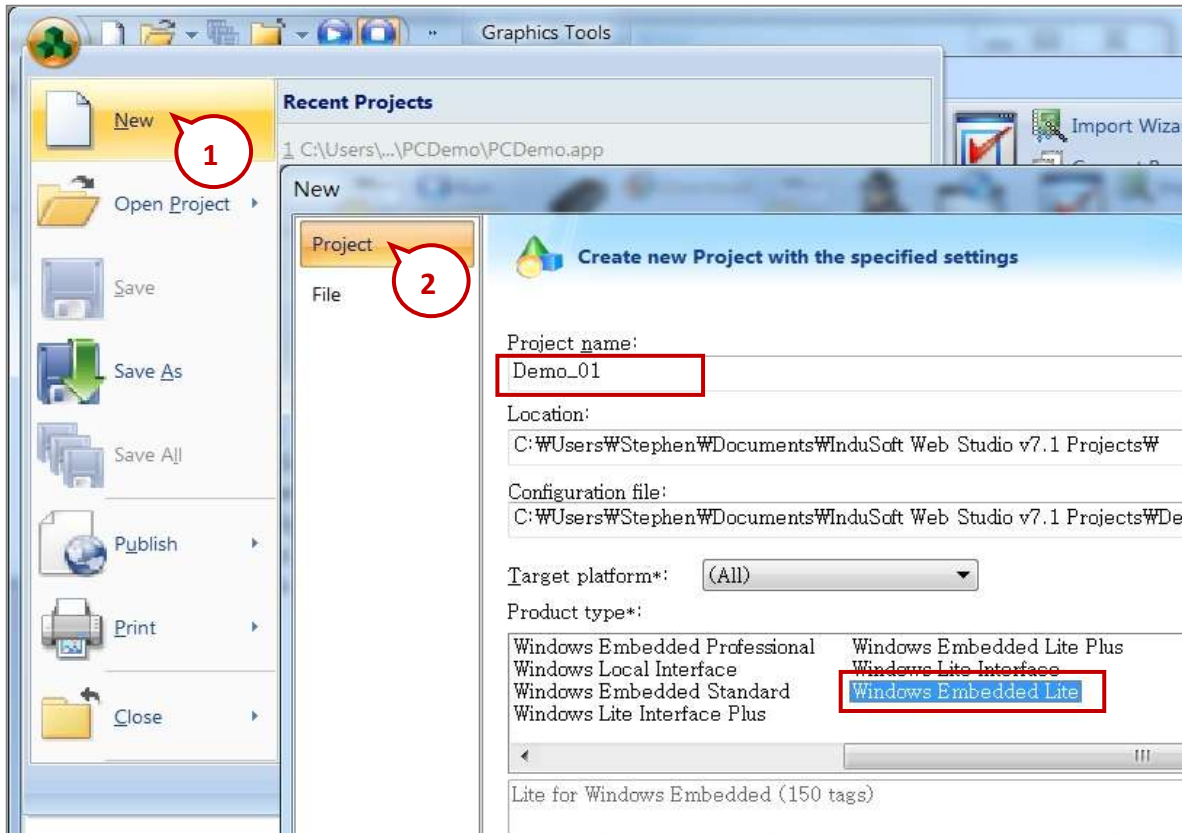 Graphics Tools
New
1
Recent Projects
1 C:\Users\...\PCDemo\PCDemo.app
Import Wiza
Open Project
Save
Save As
Save All
Publish
Print
Close
New
Project
2
File
Create new Project with the specified settings
Project name:
Demo_01
Location:
C:₩Users₩Stephen₩Documents₩InduSoft Web Studio v7.1 Projects₩
Configuration file:
C:₩Users₩Stephen₩Documents₩InduSoft Web Studio v7.1 Projects₩De
Target platform*: (All)
Product type*:
Windows Embedded Professional Windows Embedded Lite Plus
Windows Local Interface Windows Lite Interface
Windows Embedded Standard Windows Embedded Lite
Windows Lite Interface Plus
Lite for Windows Embedded (150 tags)